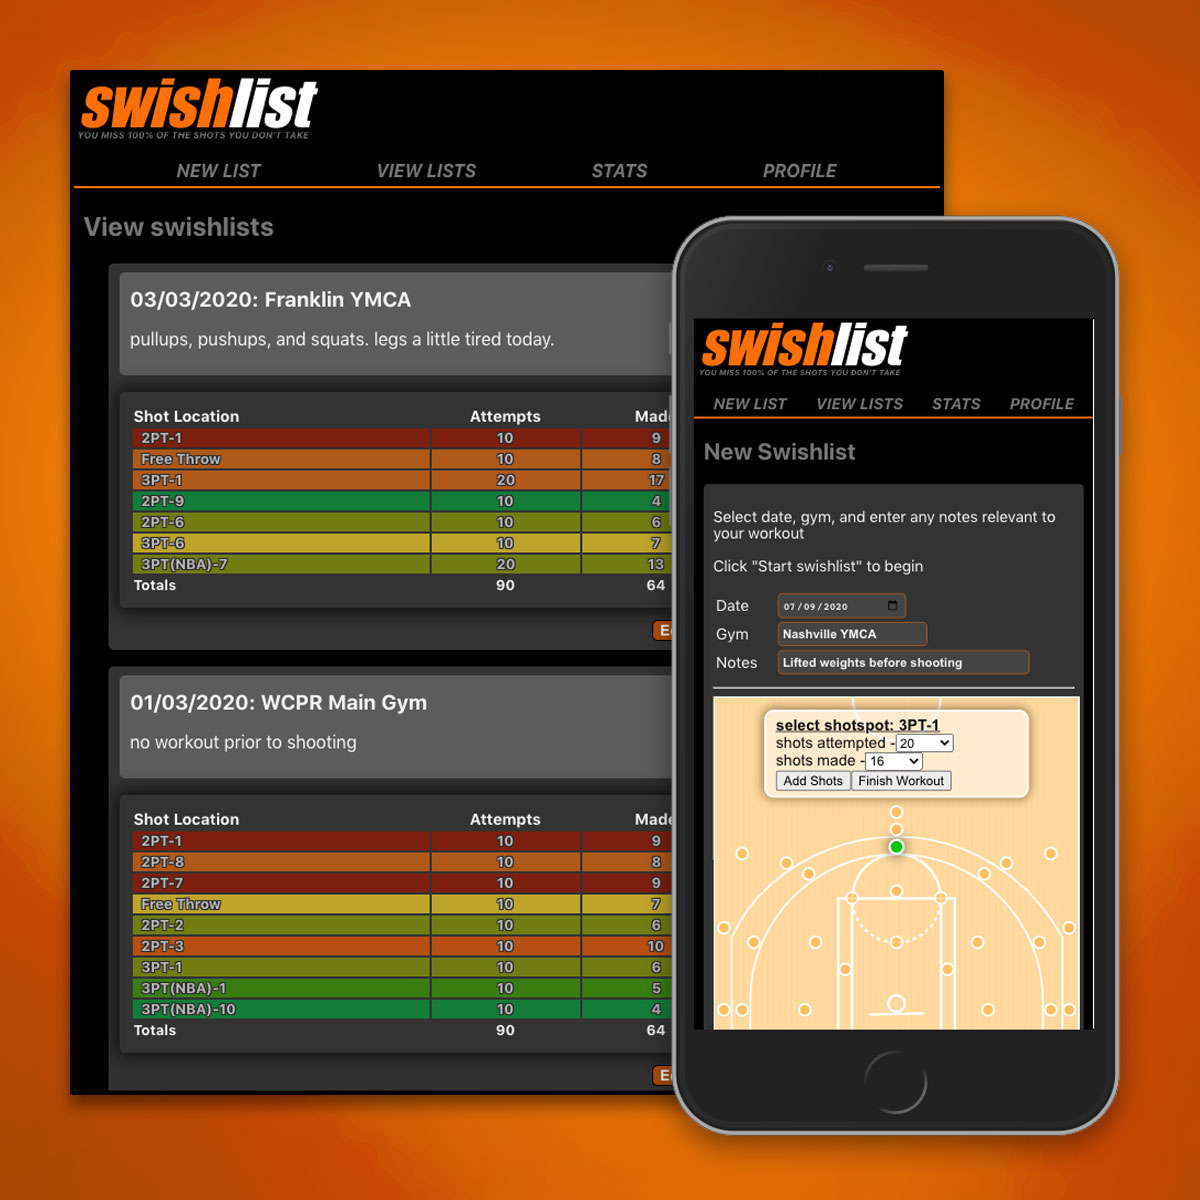 swishlist
YOU MISS 100% OF THE SHOTS YOU DON'T TAKE
NEW LIST VIEW LISTS STATS PROFILE
View swishlists
03/03/2020: Franklin YMCA
pullups, pushups, and squats. legs a little tired today.
Shot Location Attempts Made
2PT-1 10 9
Free Throw 10 8
3PT-1 20 17
2PT-9 10 4
2PT-6 10 6
3PT-6 10 7
3PT(NBA)-7 20 13
Totals 90 64
01/03/2020: WCPR Main Gym
no workout prior to shooting
Shot Location Attempts Made
2PT-1 10 9
2PT-8 10 8
2PT-7 10 9
Free Throw 10 7
2PT-2 10 6
2PT-3 10 10
3PT-1 10 6
3PT(NBA)-1 10 5
3PT(NBA)-10 10 4
Totals 90 64
swishlist
YOU MISS 100% OF THE SHOTS YOU DON'T TAKE
NEW LIST VIEW LISTS STATS PROFILE
New Swishlist
Select date, gym, and enter any notes relevant to
your workout
Click "Start swishlist" to begin
Date 07/09/2020
Gym Nashville YMCA
Notes Lifted weights before shooting
select shotspot: 3PT-1
shots attempted - 20
shots made - 16
Add Shots Finish Workout